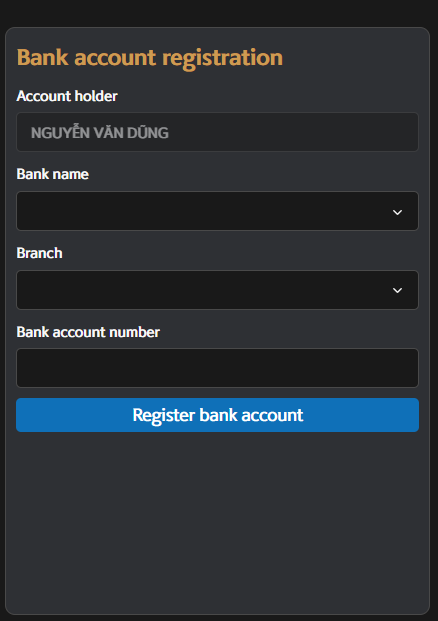 Bank account registration
Account holder
NGUYỄN VĂN DŨNG
Bank name
Branch
Bank account number
Register bank account